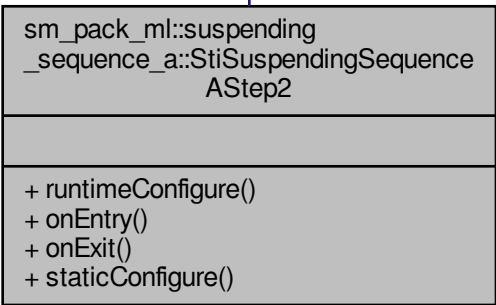 sm_pack_ml::suspending
_sequence_a::StiSuspendingSequence
AStep2
+ runtimeConfigure()
+ onEntry()
+ onExit()
+ staticConfigure()